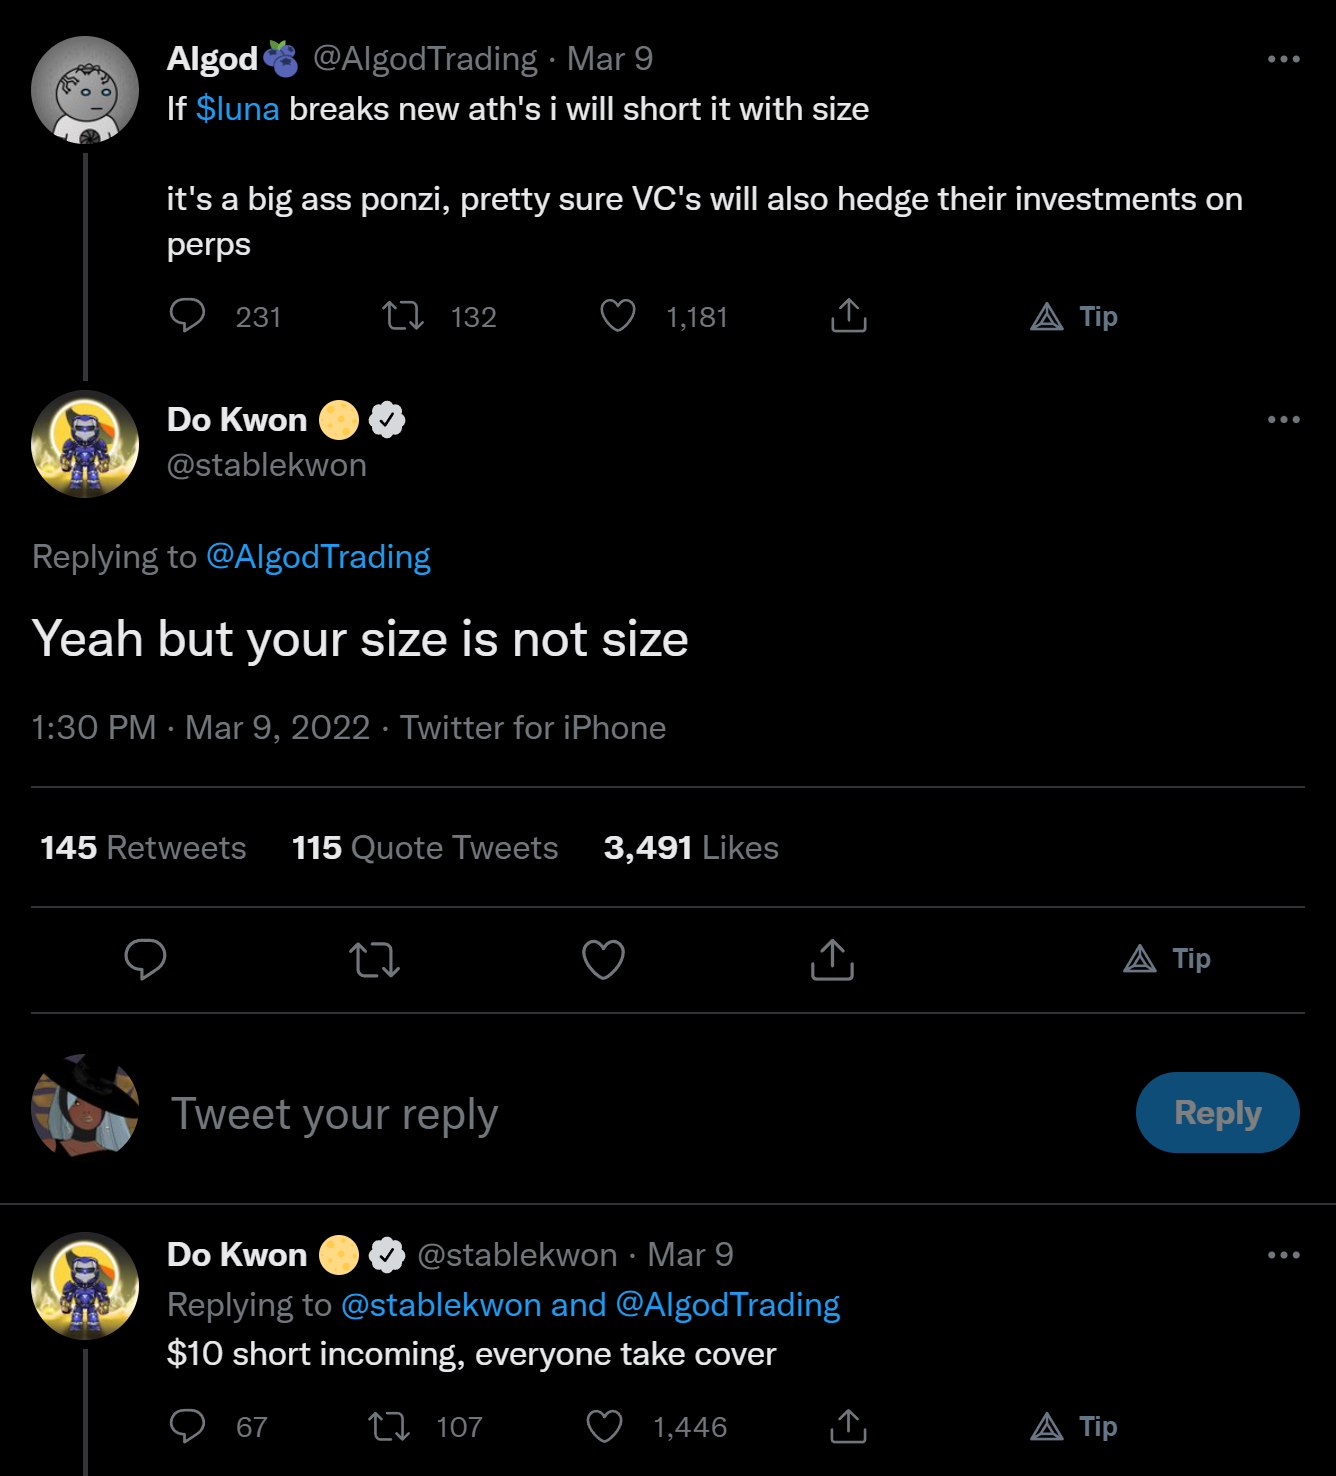 Algod🫐 @AlgodTrading · Mar 9
If $luna breaks new ath's i will short it with size
it's a big ass ponzi, pretty sure VC's will also hedge their investments on
perps
231 132 1,181 Tip
Do Kwon 🌕
@stablekwon
Replying to @AlgodTrading
Yeah but your size is not size
1:30 PM · Mar 9, 2022 · Twitter for iPhone
145 Retweets 115 Quote Tweets 3,491 Likes
Tip
Tweet your reply Reply
Do Kwon 🌕 @stablekwon · Mar 9
Replying to @stablekwon and @AlgodTrading
$10 short incoming, everyone take cover
67 107 1,446 Tip